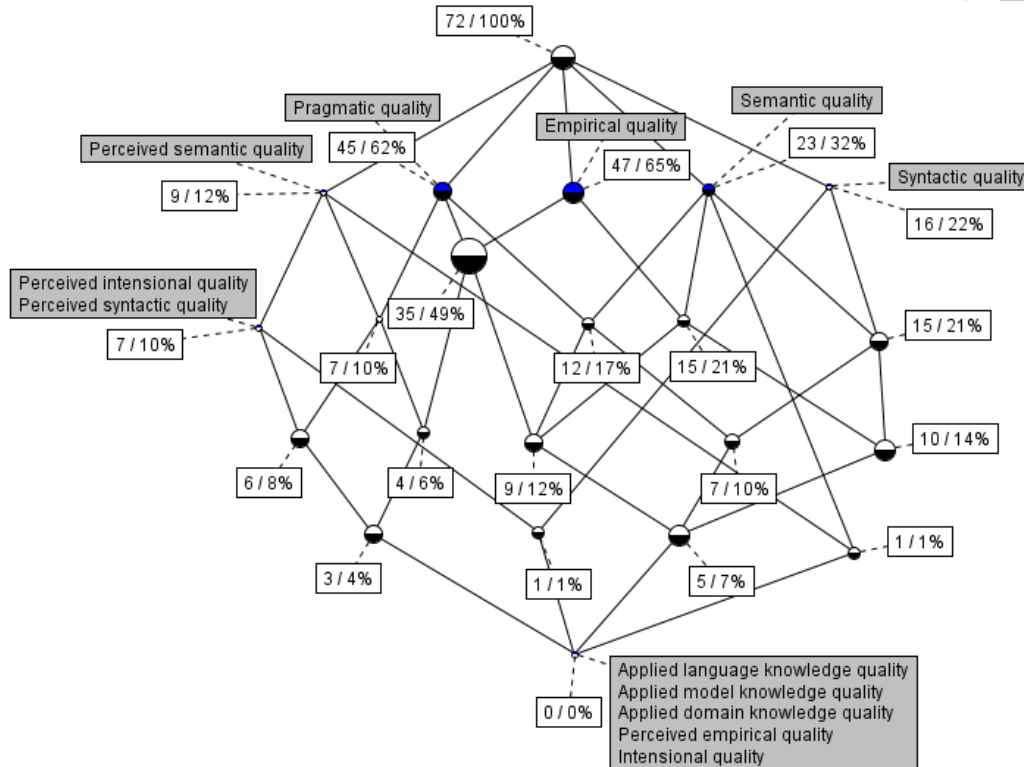 72 / 100%
Semantic quality
Pragmatic quality
Empirical quality
45 / 62%
23 / 32%
Perceived semantic quality
47 / 65%
Syntactic quality
9 / 12%
16 / 22%
Perceived intensional quality
Perceived syntactic quality
35 / 49%
15 / 21%
7 / 10%
7 / 10%
12 / 17%
15 / 21%
10 / 14%
6 / 8%
4 / 6%
9 / 12%
7 / 10%
1 / 1%
3 / 4%
1 / 1%
5 / 7%
Applied language knowledge quality
Applied model knowledge quality
Applied domain knowledge quality
Perceived empirical quality
Intensional quality
0 / 0%